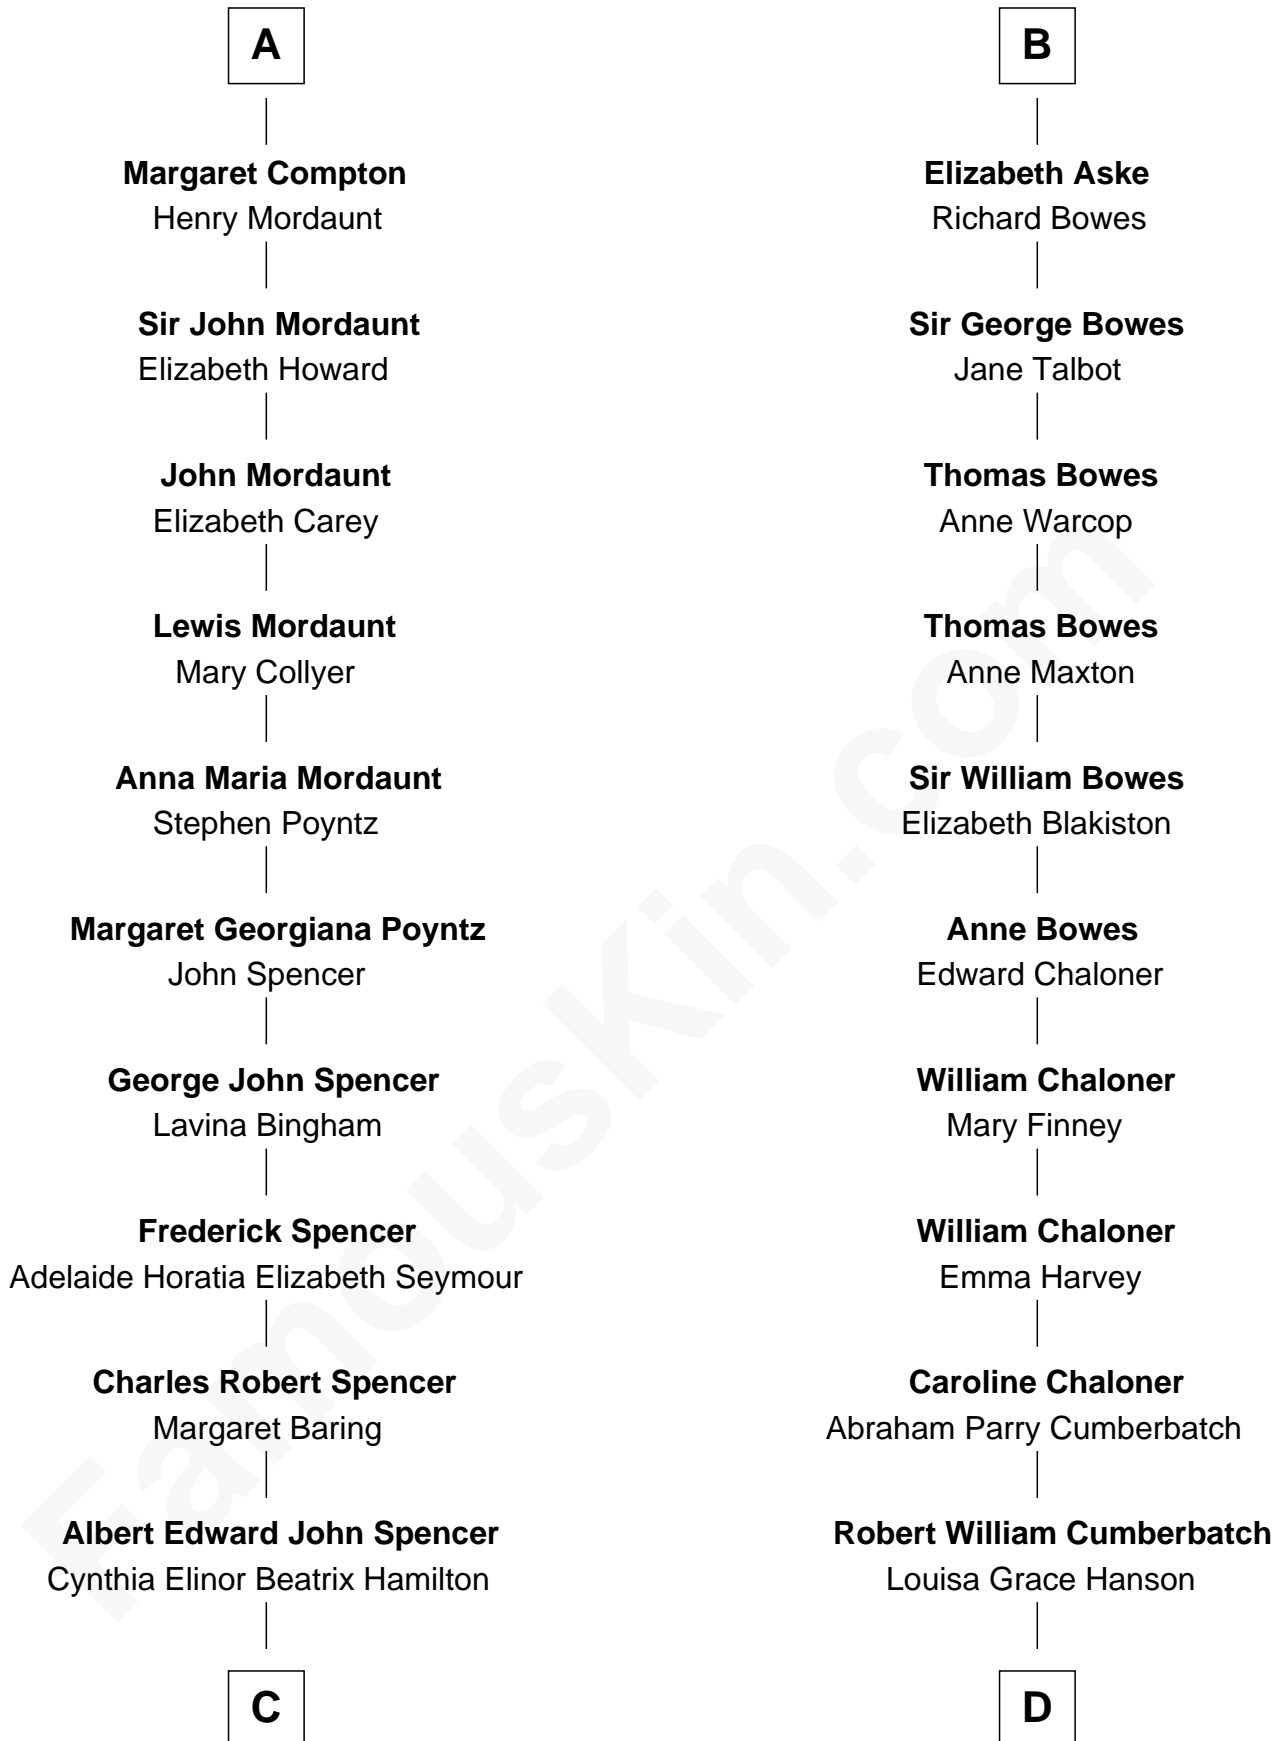 A
Margaret Compton
Henry Mordaunt
Sir John Mordaunt
Elizabeth Howard
John Mordaunt
Elizabeth Carey
Lewis Mordaunt
Mary Collyer
Anna Maria Mordaunt
Stephen Poyntz
Margaret Georgiana Poyntz
John Spencer
George John Spencer
Lavina Bingham
Frederick Spencer
Adelaide Horatia Elizabeth Seymour
Charles Robert Spencer
Margaret Baring
Albert Edward John Spencer
Cynthia Elinor Beatrix Hamilton
C
B
Elizabeth Aske
Richard Bowes
Sir George Bowes
Jane Talbot
Thomas Bowes
Anne Warcop
Thomas Bowes
Anne Maxton
Sir William Bowes
Elizabeth Blakiston
Anne Bowes
Edward Chaloner
William Chaloner
Mary Finney
William Chaloner
Emma Harvey
Caroline Chaloner
Abraham Parry Cumberbatch
Robert William Cumberbatch
Louisa Grace Hanson
D
FamousKin.com